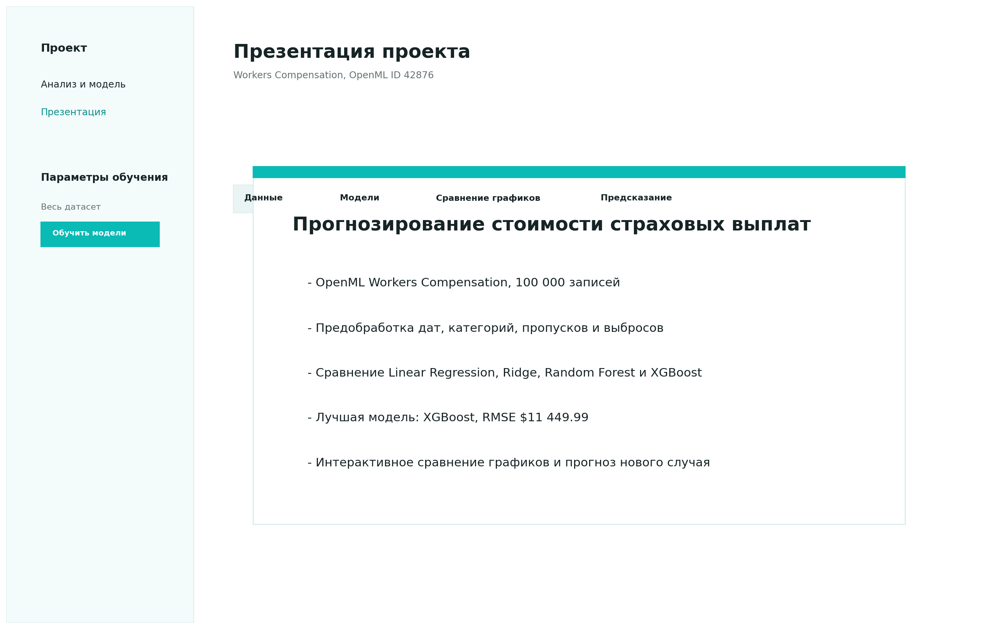 Проект
Анализ и модель
Презентация
Параметры обучения
Весь датасет
Обучить модели
Презентация проекта
Workers Compensation, OpenML ID 42876
Данные Модели Сравнение графиков Предсказание
Прогнозирование стоимости страховых выплат
- OpenML Workers Compensation, 100 000 записей
- Предобработка дат, категорий, пропусков и выбросов
- Сравнение Linear Regression, Ridge, Random Forest и XGBoost
- Лучшая модель: XGBoost, RMSE $11 449.99
- Интерактивное сравнение графиков и прогноз нового случая